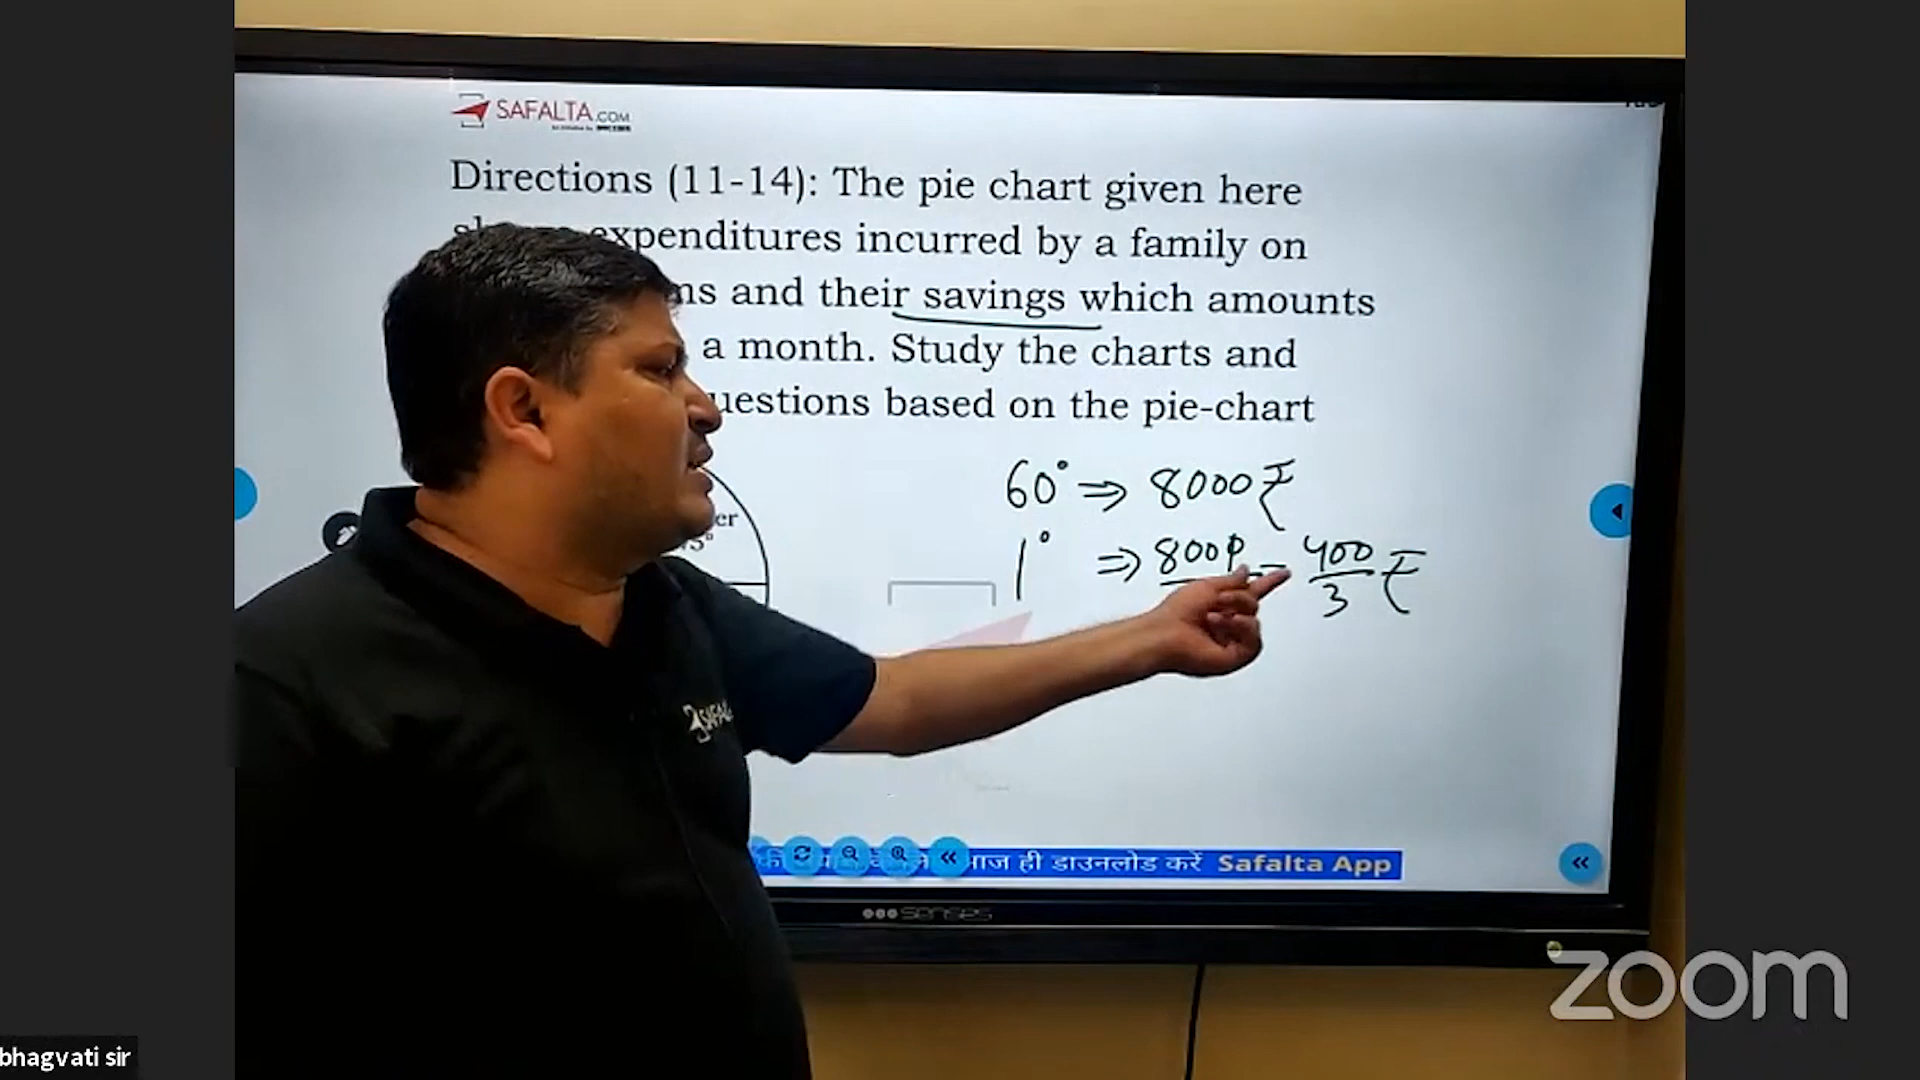 SAFALTA.COM
Directions (11-14): The pie chart given here
expenditures incurred by a family on
and their savings which amounts
a month. Study the charts and
based on the pie-chart
60° ⇒ 8000₹
1° ⇒ 8000 = 400/3 ₹
आज ही डाउनलोड करें Safalta App
senses
zoom
bhagvati sir